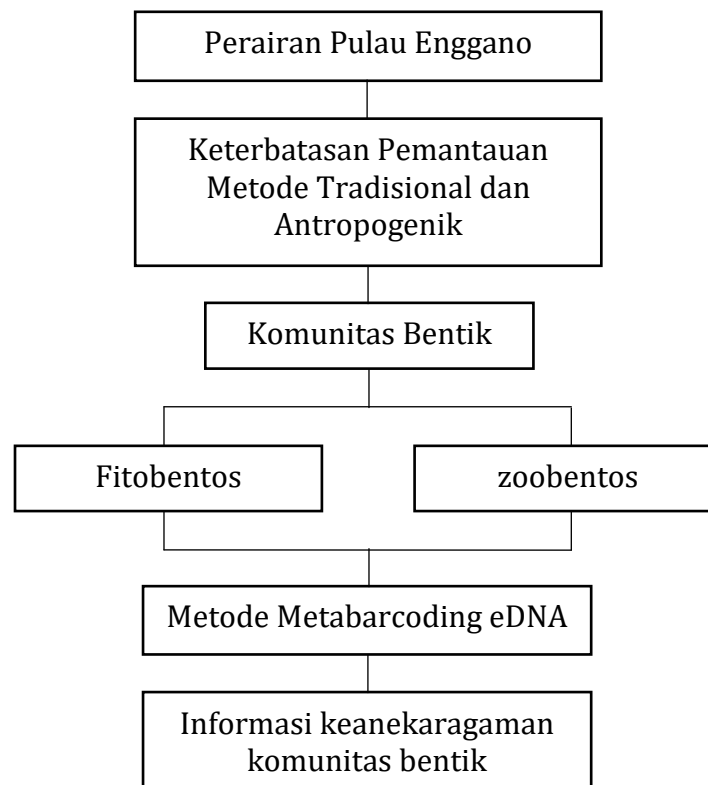 Perairan Pulau Enggano
Keterbatasan Pemantauan
Metode Tradisional dan
Antropogenik
Komunitas Bentik
Fitobentos
zoobentos
Metode Metabarcoding eDNA
Informasi keanekaragaman
komunitas bentik